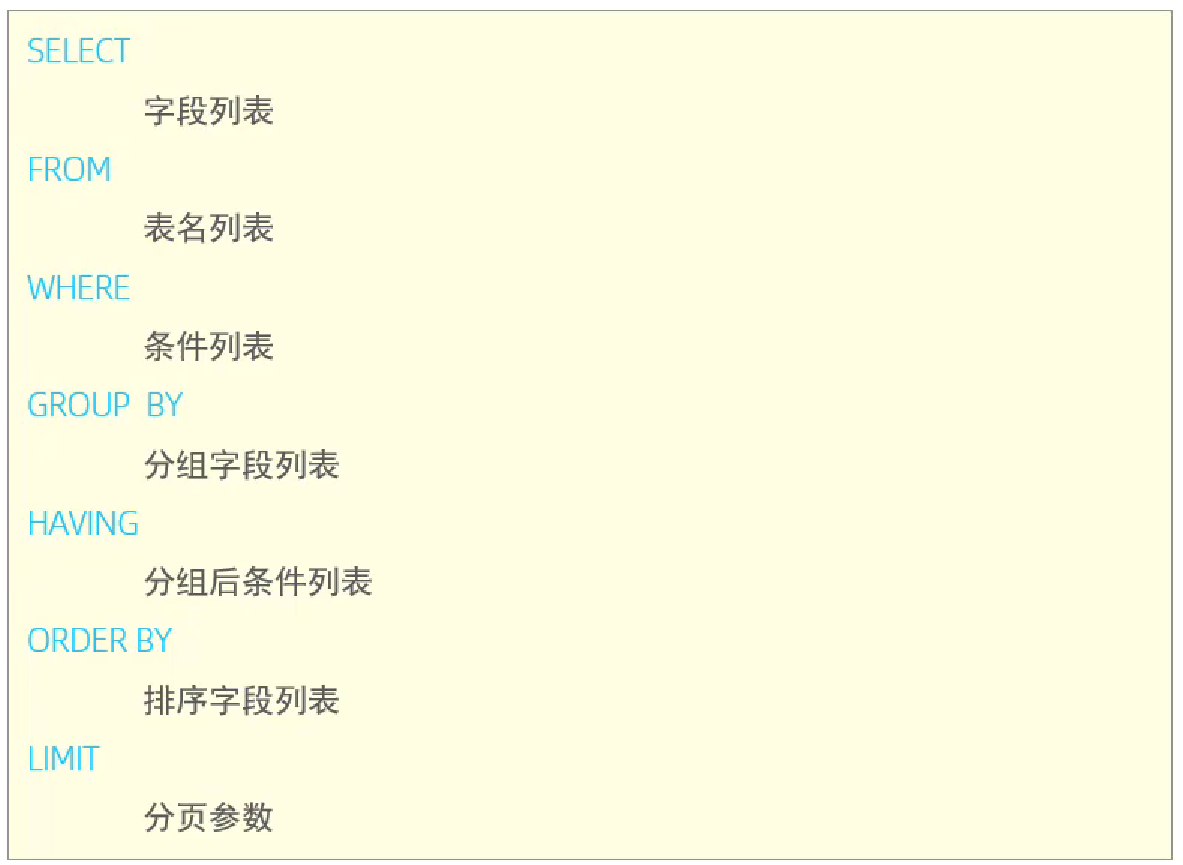 SELECT
字段列表
FROM
表名列表
WHERE
条件列表
GROUP BY
分组字段列表
HAVING
分组后条件列表
ORDER BY
排序字段列表
LIMIT
分页参数